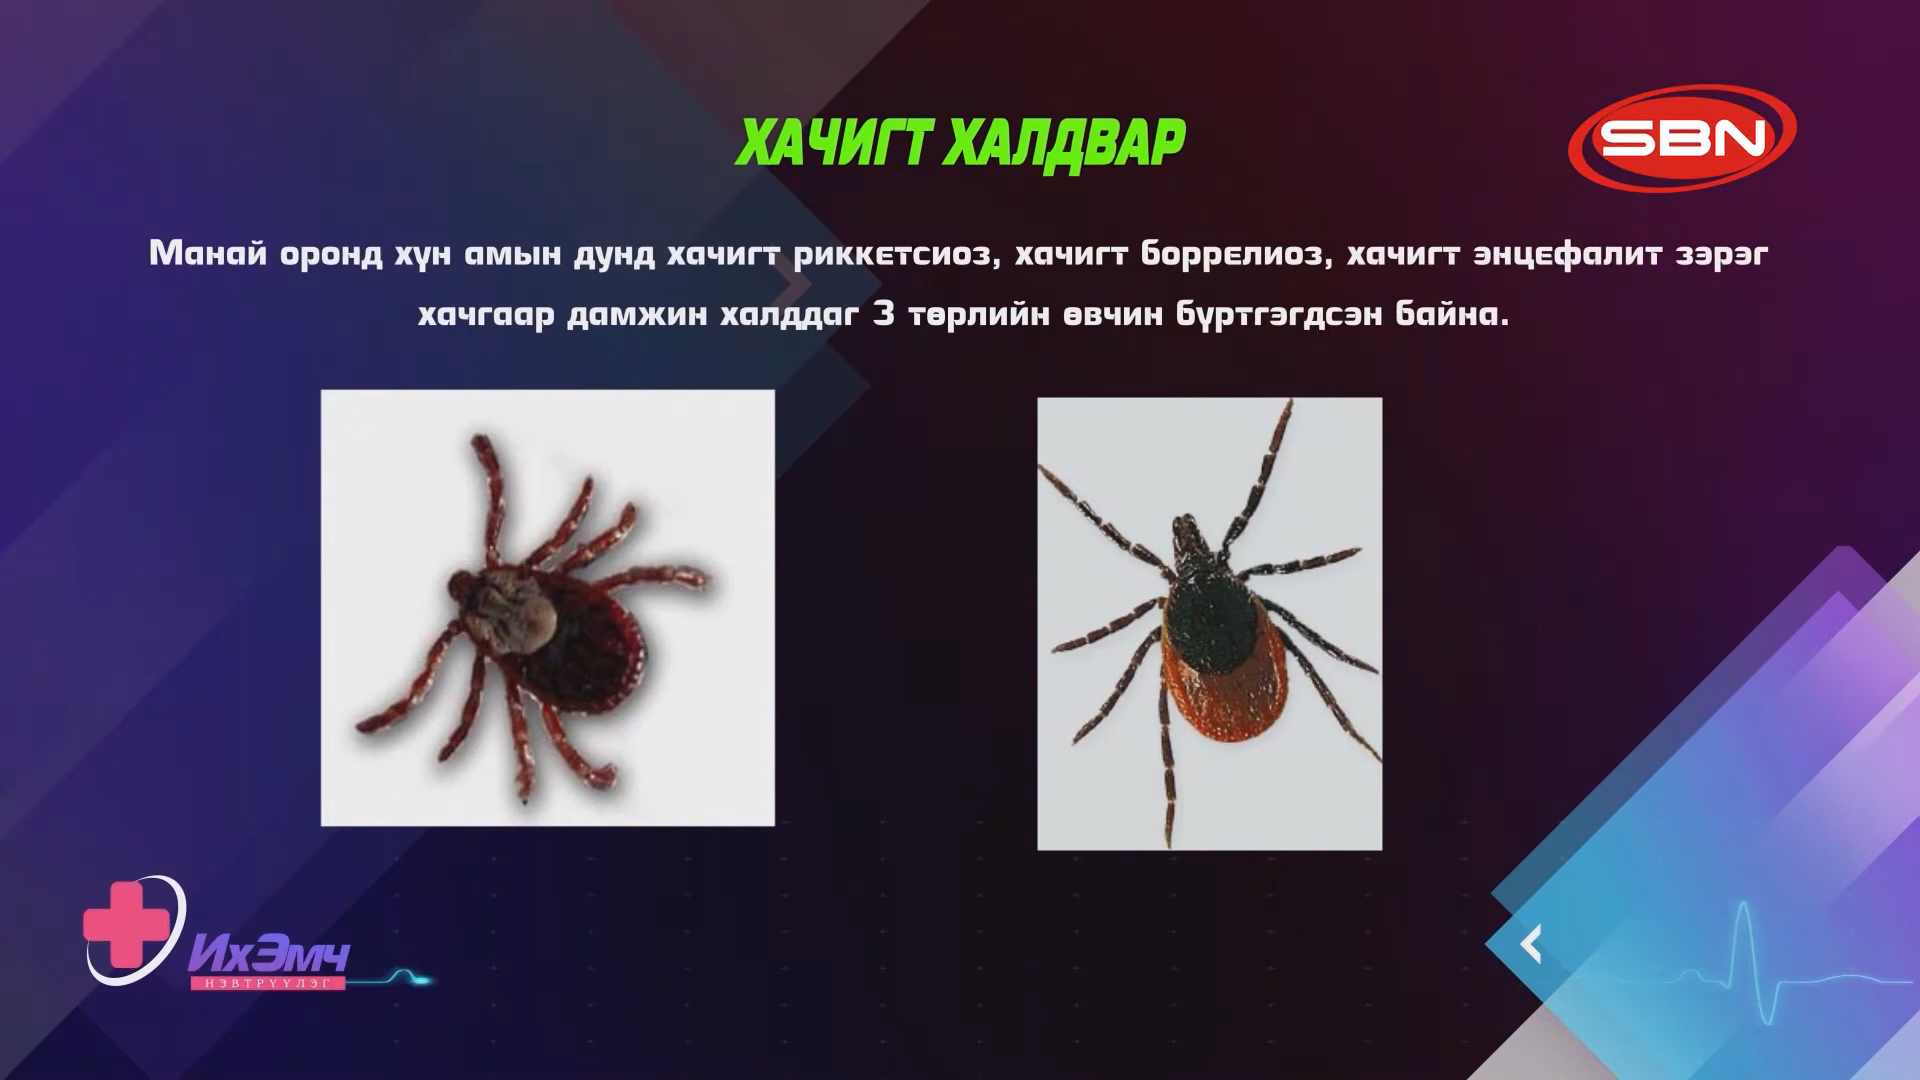 ХАЧИГТ ХАЛДВАР
SBN
Манай оронд хүн амын дунд хачигт риккетсиоз, хачигт боррелиоз, хачигт энцефалит зэрэг
хачгаар дамжин халддаг 3 төрлийн өвчин бүртгэгдсэн байна.
ИхЭмч
НЭВТРҮҮЛЭГ